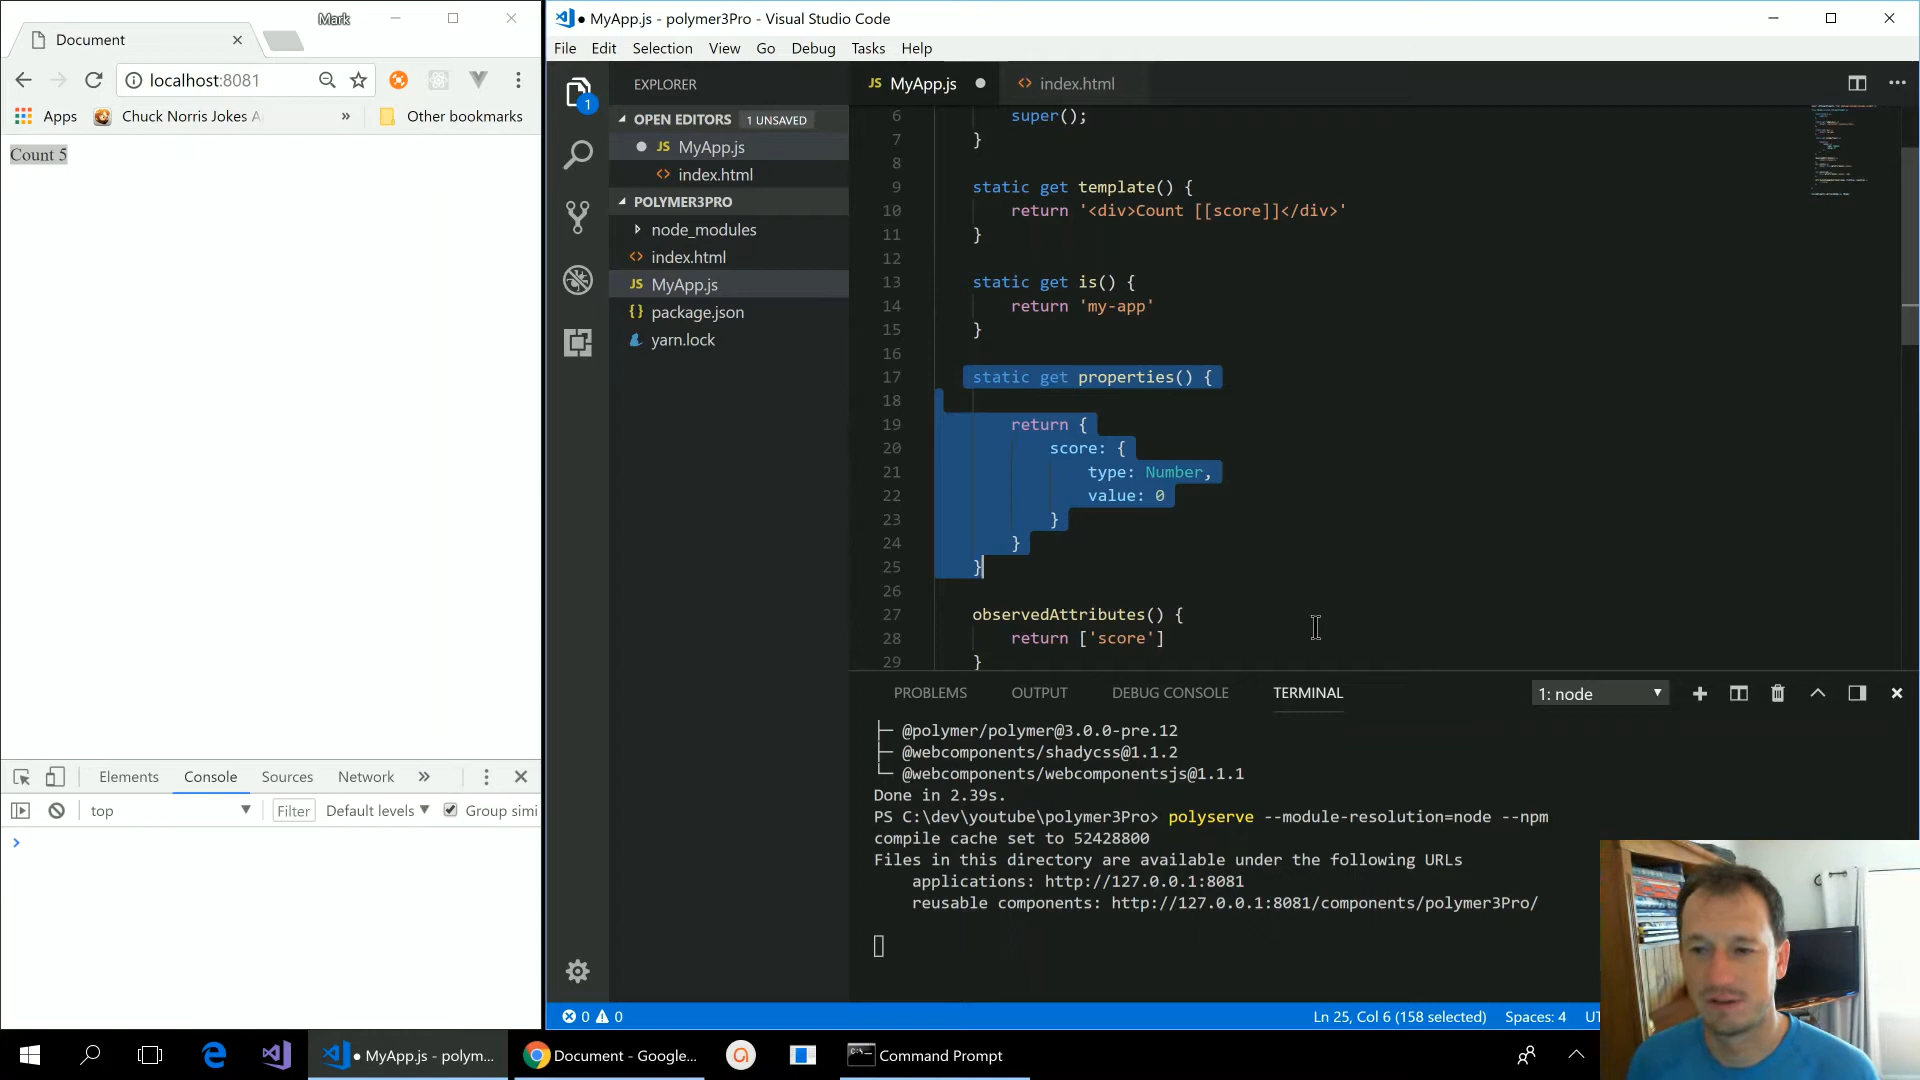 Mark
Document
localhost:8081
Apps
Chuck Norris Jokes A
»
Other bookmarks
Count 5
Elements
Console
Sources
Network
»
top
Filter
Default levels
Group simi
MyApp.js - polymer3Pro - Visual Studio Code
File Edit Selection View Go Debug Tasks Help
EXPLORER
1
OPEN EDITORS 1 UNSAVED
JS MyApp.js
<> index.html
POLYMER3PRO
node_modules
<> index.html
JS MyApp.js
{} package.json
yarn.lock
JS MyApp.js
<> index.html
6 super();
7 }
8
9 static get template() {
10 return '<div>Count [[score]]</div>'
11 }
12
13 static get is() {
14 return 'my-app'
15 }
16
17 static get properties() {
18
19 return {
20 score: {
21 type: Number,
22 value: 0
23 }
24 }
25 }
26
27 observedAttributes() {
28 return ['score']
29 }
PROBLEMS OUTPUT DEBUG CONSOLE TERMINAL
1: node
├─ @polymer/polymer@3.0.0-pre.12
├─ @webcomponents/shadycss@1.1.2
└─ @webcomponents/webcomponentsjs@1.1.1
Done in 2.39s.
PS C:\dev\youtube\polymer3Pro> polyserve --module-resolution=node --npm
compile cache set to 52428800
Files in this directory are available under the following URLs
applications: http://127.0.0.1:8081
reusable components: http://127.0.0.1:8081/components/polymer3Pro/
0 0
Ln 25, Col 6 (158 selected)
Spaces: 4
UT
MyApp.js - polym...
Document - Google...
Command Prompt